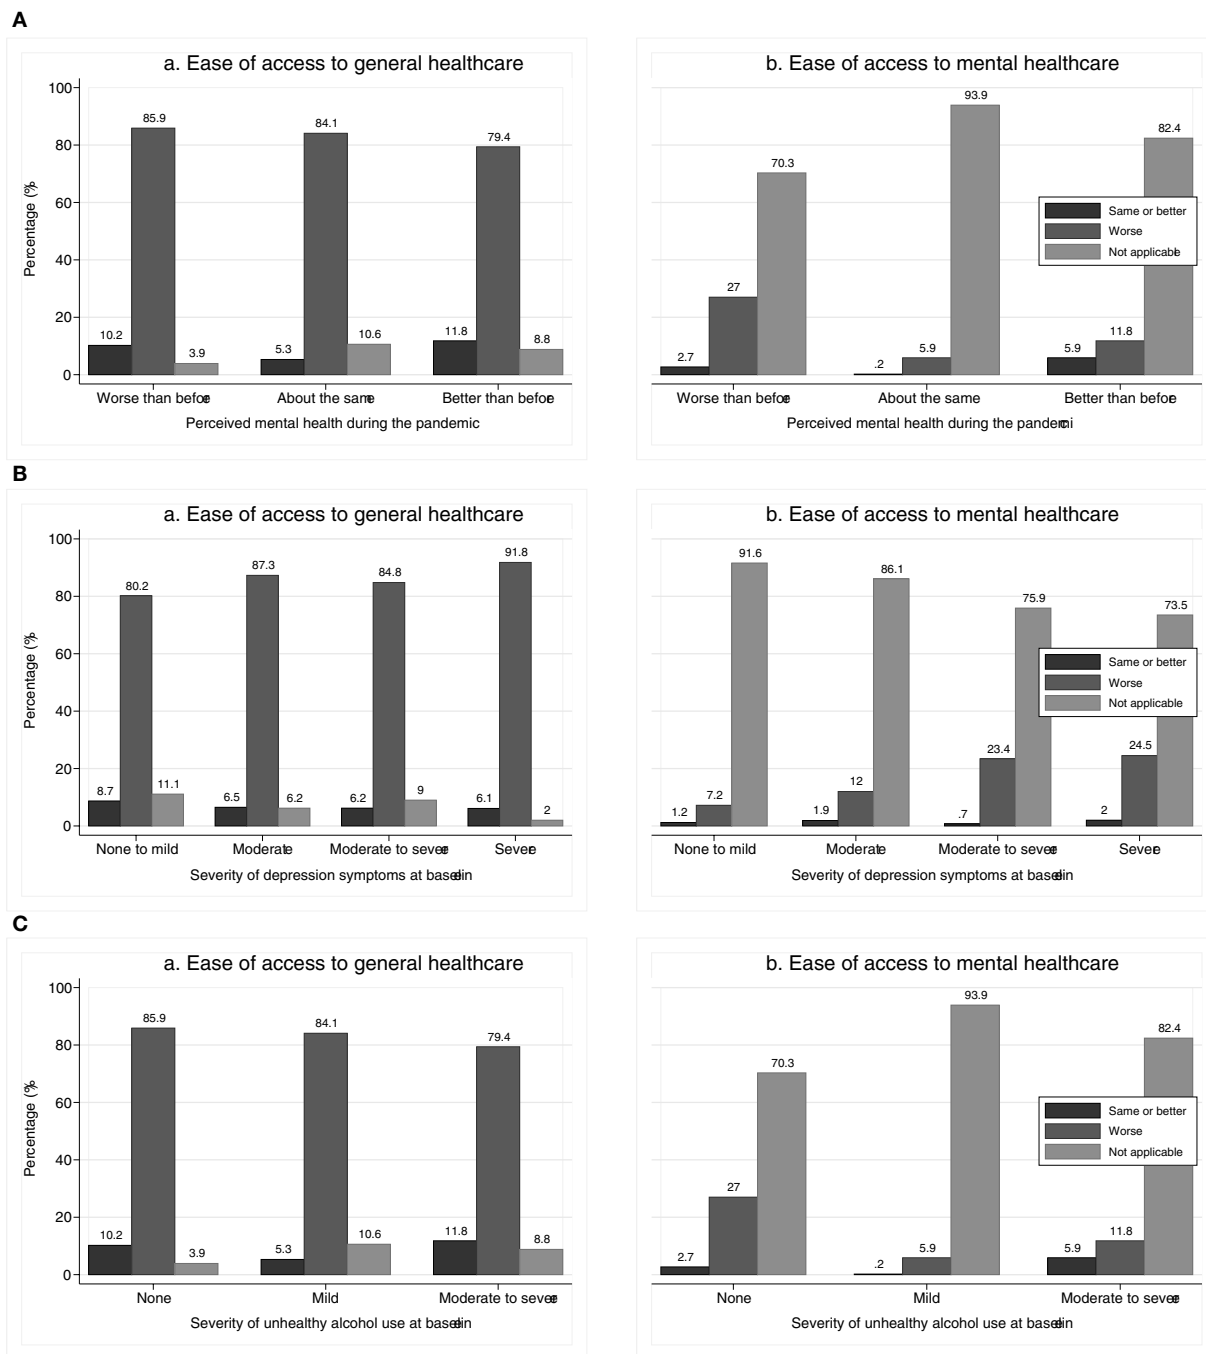 A
a. Ease of access to general healthcare
Percentage (%
100
80
60
40
20
0
10.2
85.9
3.9
5.3
84.1
10.6
11.8
79.4
8.8
Worse than before
About the same
Better than before
Perceived mental health during the pandemic
b. Ease of access to mental healthcare
2.7
27
70.3
.2
5.9
93.9
5.9
11.8
82.4
Same or better
Worse
Not applicable
Worse than before
About the same
Better than before
Perceived mental health during the pandemi
B
a. Ease of access to general healthcare
Percentage (%
100
80
60
40
20
0
8.7
80.2
11.1
6.5
87.3
6.2
6.2
84.8
9
6.1
91.8
2
None to mild
Moderate
Moderate to severe
Severe
Severity of depression symptoms at baselin
b. Ease of access to mental healthcare
1.2
7.2
91.6
1.9
12
86.1
.7
23.4
75.9
2
24.5
73.5
Same or better
Worse
Not applicable
None to mild
Moderate
Moderate to severe
Severe
Severity of depression symptoms at baselin
C
a. Ease of access to general healthcare
Percentage (%
100
80
60
40
20
0
10.2
85.9
3.9
5.3
84.1
10.6
11.8
79.4
8.8
None
Mild
Moderate to severe
Severity of unhealthy alcohol use at baselin
b. Ease of access to mental healthcare
2.7
27
70.3
.2
5.9
93.9
5.9
11.8
82.4
Same or better
Worse
Not applicable
None
Mild
Moderate to severe
Severity of unhealthy alcohol use at baselin